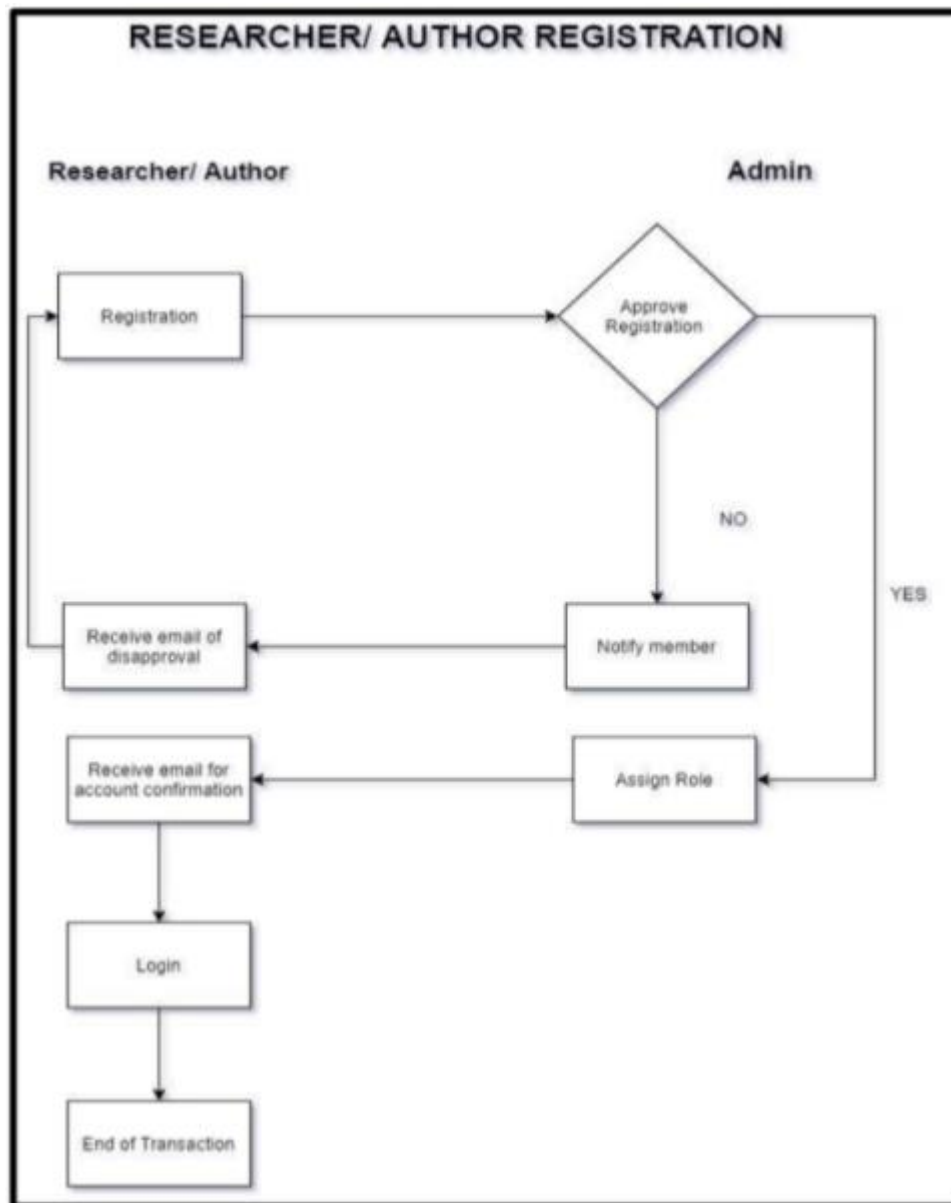 RESEARCHER/ AUTHOR REGISTRATION
Researcher/ Author
Admin
Registration
Approve
Registration
NO
YES
Receive email of
disapproval
Notify member
Receive email for
account confirmation
Assign Role
Login
End of Transaction